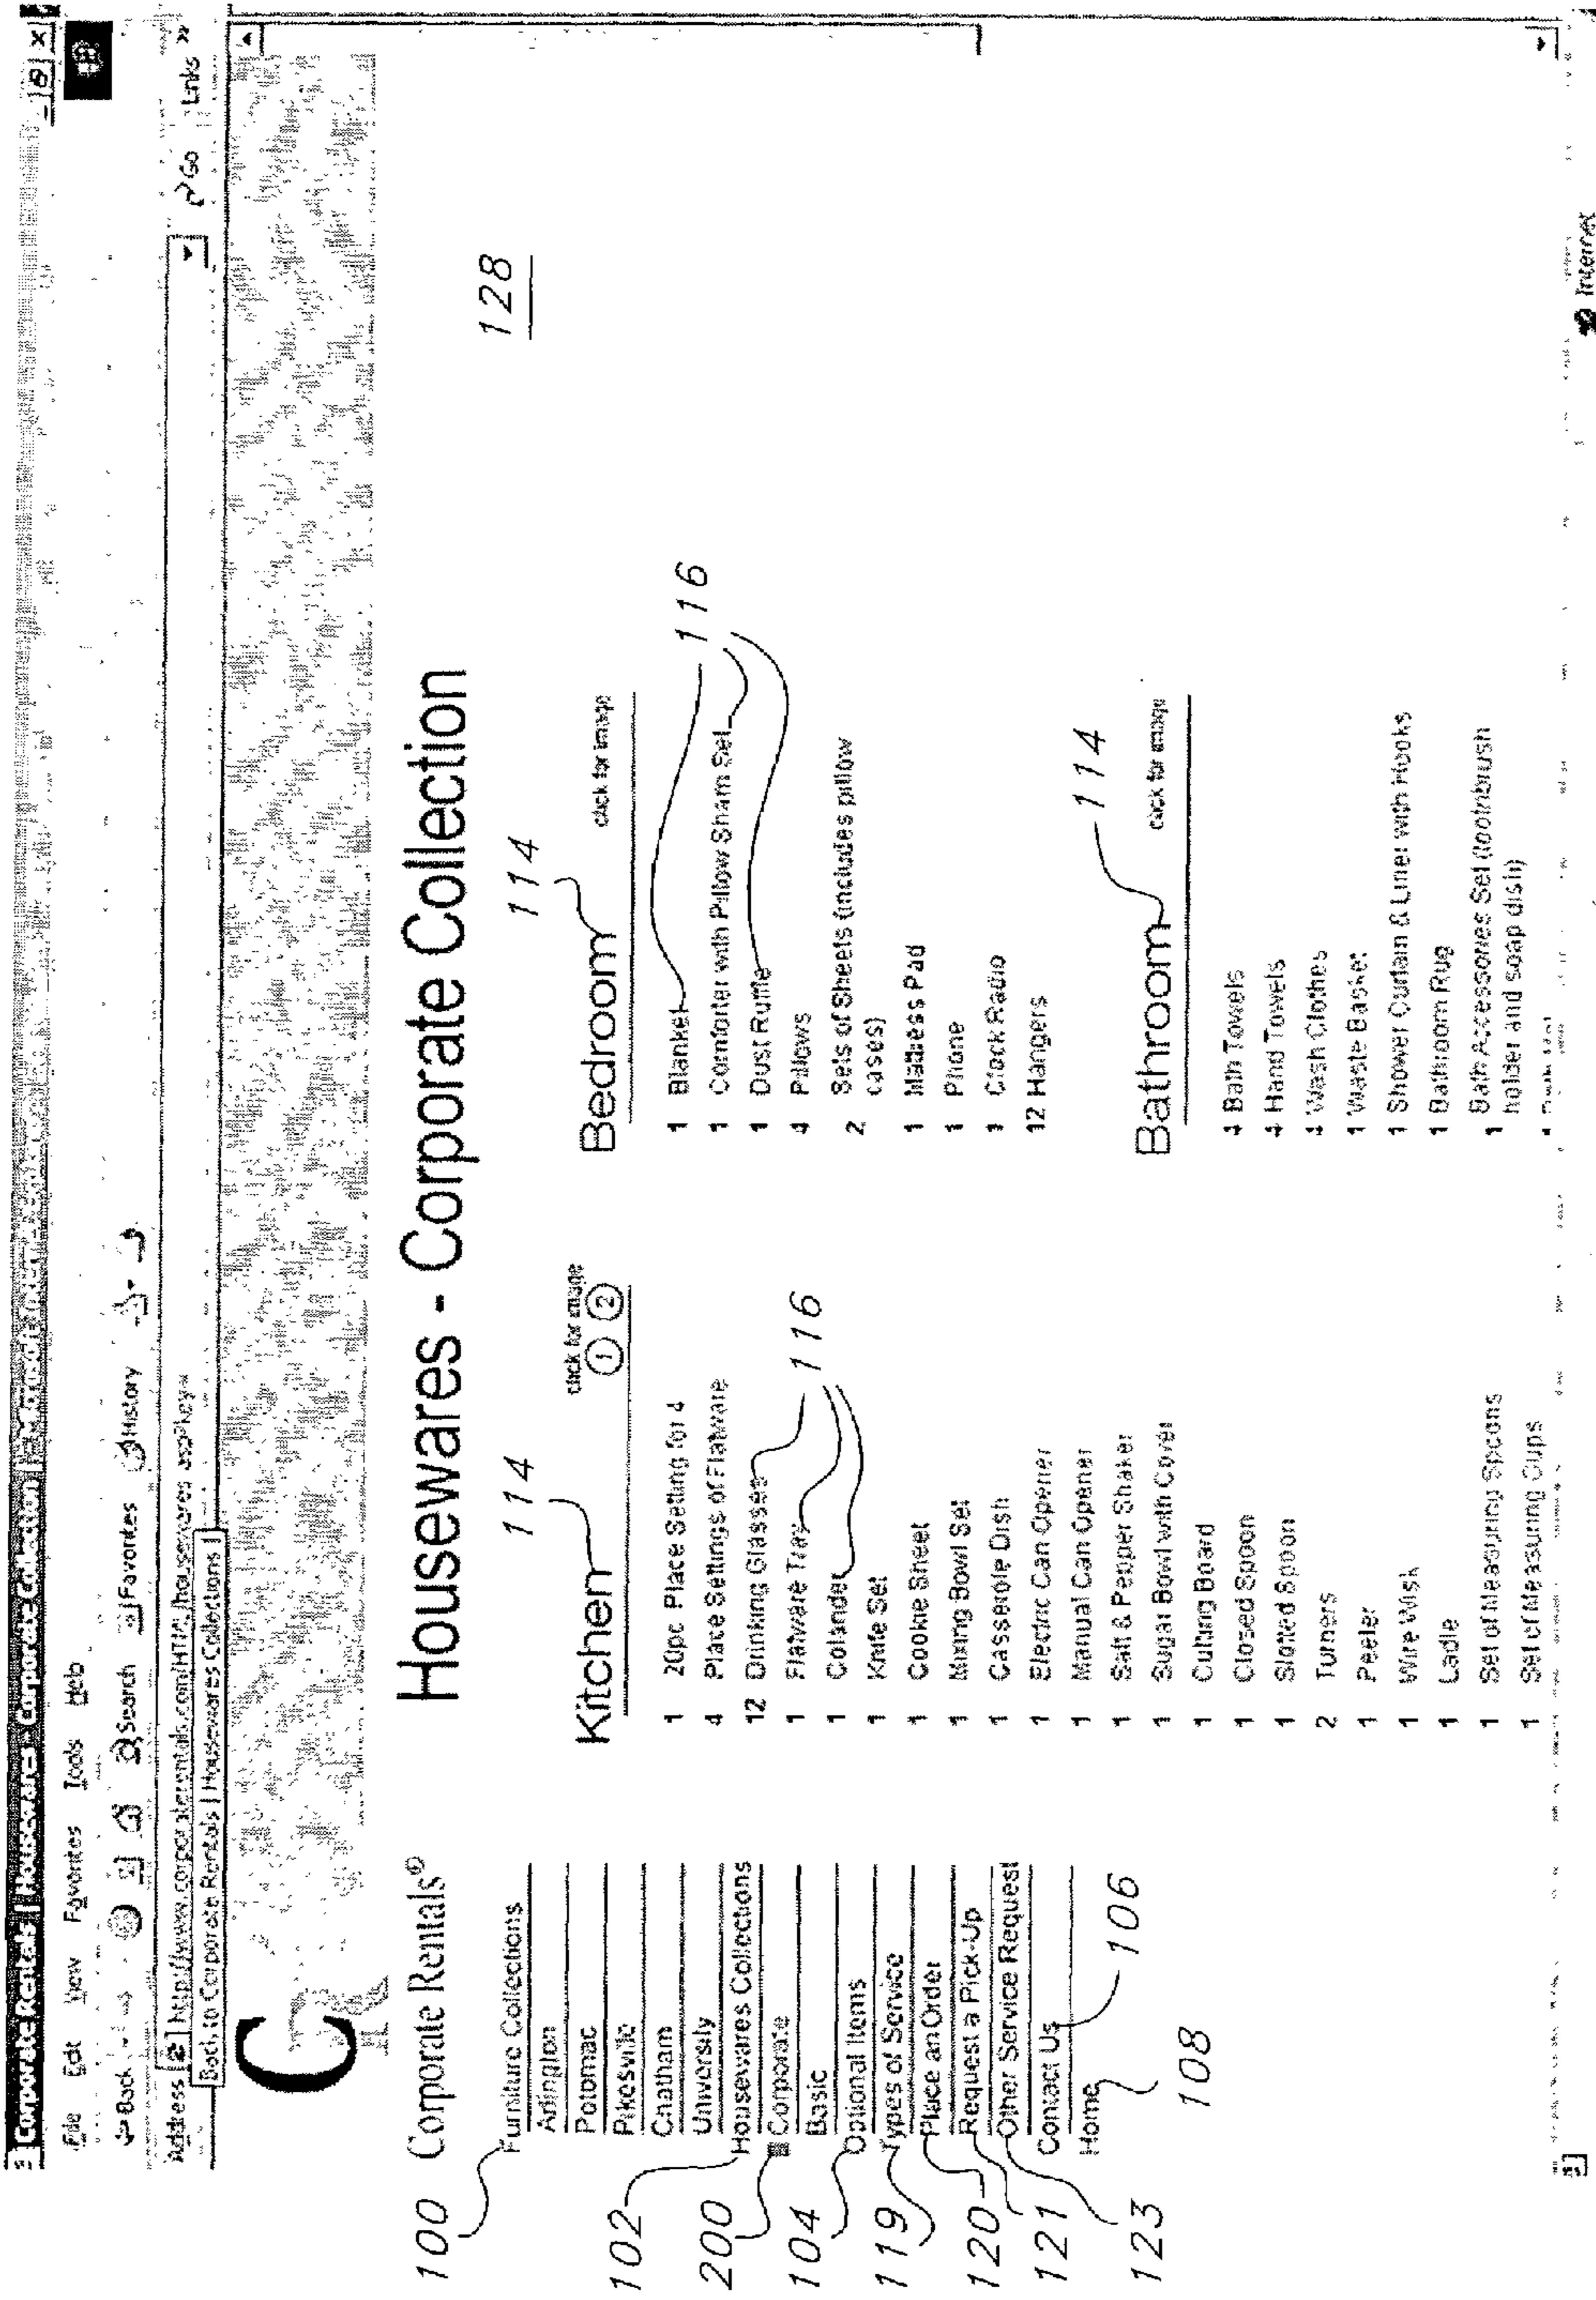 Corporate Rentals | Housewares - Corporate Collection
File Edit View Favorites Tools Help
Back Search Favorites History
Address http://www.corporaterentals.com/HTML/housewares
Go Links »
Back to Corporate Rentals | Housewares Collections
C
Corporate Rentals®
100
Furniture Collections
Arlington
Potomac
Pikesville
Chatham
University
102
Housewares Collections
200
Corporate
Basic
104
Optional Items
119
Types of Service
120
Place an Order
121
Request a Pick-Up
123
Other Service Request
Contact Us
106
Home
108
Housewares - Corporate Collection
128
114
Kitchen
click for image
1 2
1 20pc Place Setting for 4
4 Place Settings of Flatware
12 Drinking Glasses
1 Flatware Tray
116
1 Colander
1 Knife Set
1 Cookie Sheet
1 Mixing Bowl Set
1 Casserole Dish
1 Electric Can Opener
1 Manual Can Opener
1 Salt & Pepper Shaker
1 Sugar Bowl with Cover
1 Cutting Board
1 Closed Spoon
1 Slotted Spoon
2 Turners
1 Peeler
1 Wire Wisk
1 Ladle
1 Set of Measuring Spoons
1 Set of Measuring Cups
114
Bedroom
click for image
1 Blanket
116
1 Comforter with Pillow Sham Set
1 Dust Ruffle
4 Pillows
2 Sets of Sheets (includes pillow
cases)
1 Mattress Pad
1 Phone
1 Clock Radio
12 Hangers
114
Bathroom
click for image
4 Bath Towels
4 Hand Towels
4 Wash Clothes
1 Waste Basket
1 Shower Curtain & Liner with Hooks
1 Bathroom Rug
1 Bath Accessories Set (toothbrush
holder and soap dish)
Internet